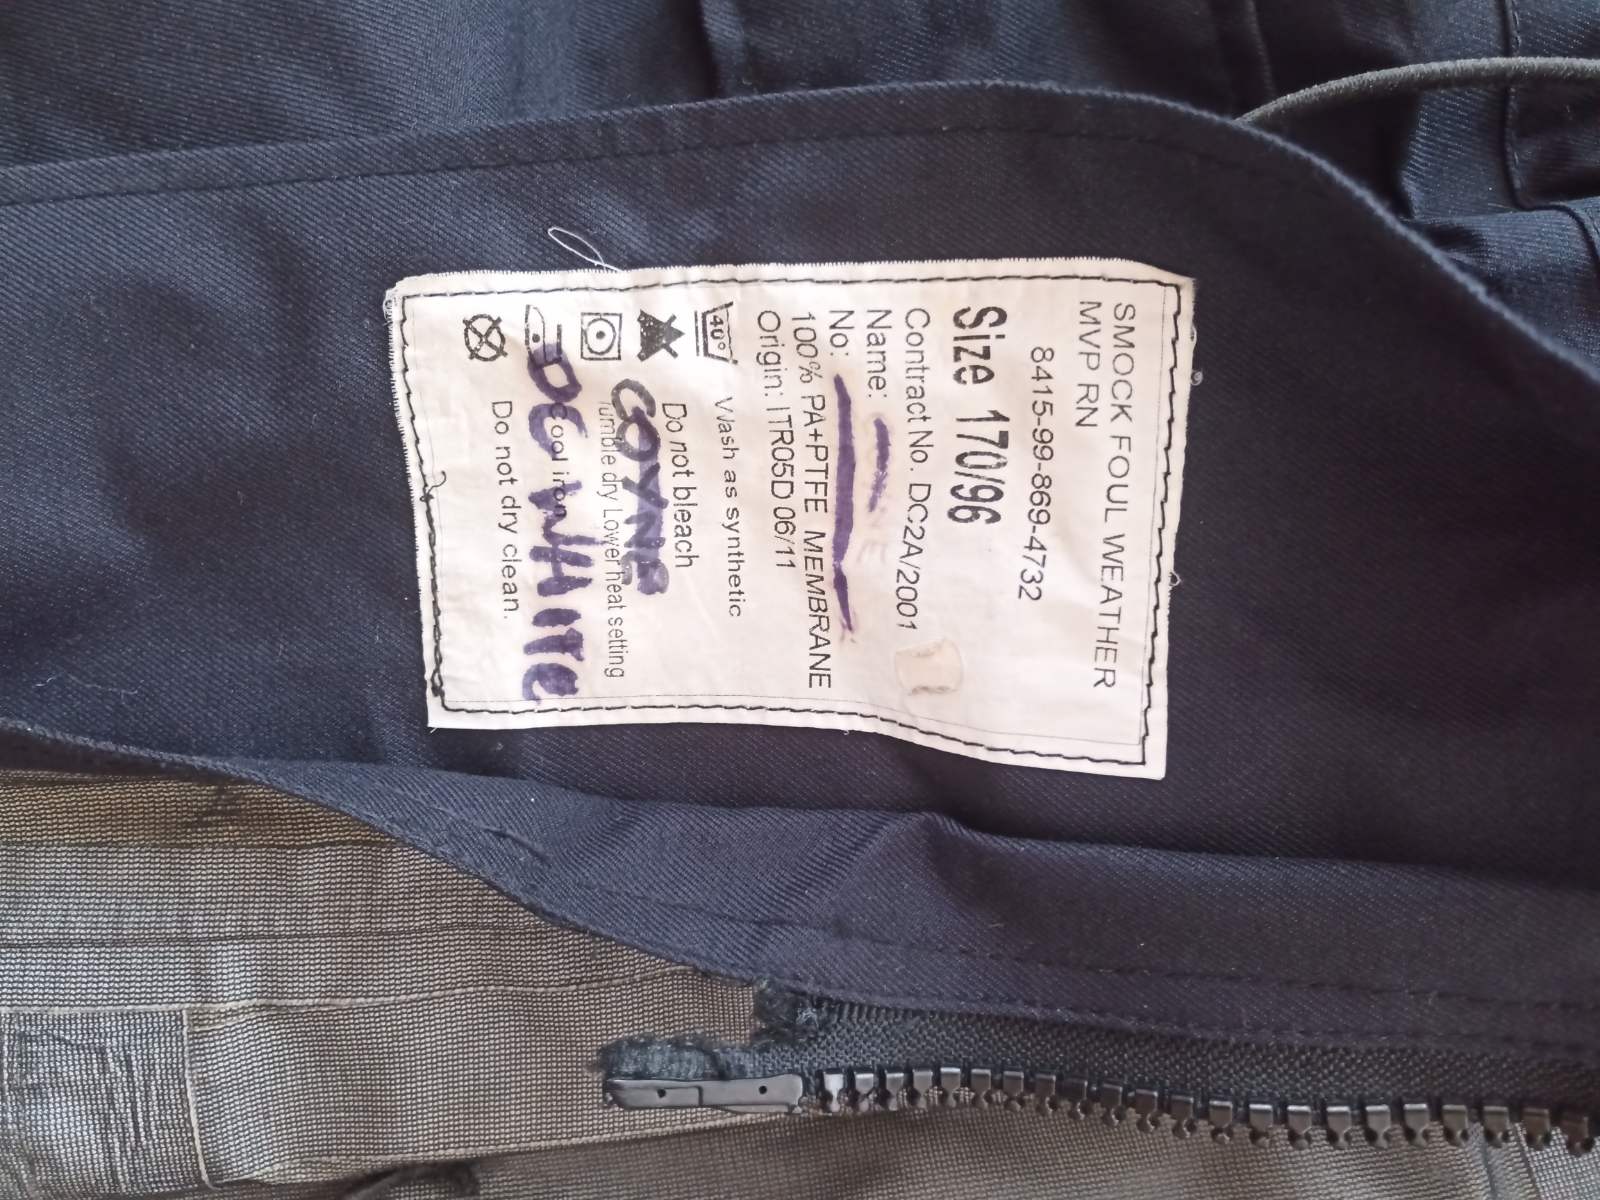 SMOCK FOUL WEATHER
MVP RN
8415-99-869-4732
Size 170/96
Contract No. DC2A/2001
Name:
No:
100% PA+PTFE MEMBRANE
Origin: ITR05D 06/11
40° Wash as synthetic
Do not bleach
GOYNE
Tumble dry Lower heat setting
Cool iron
DC WHITE
Do not dry clean.